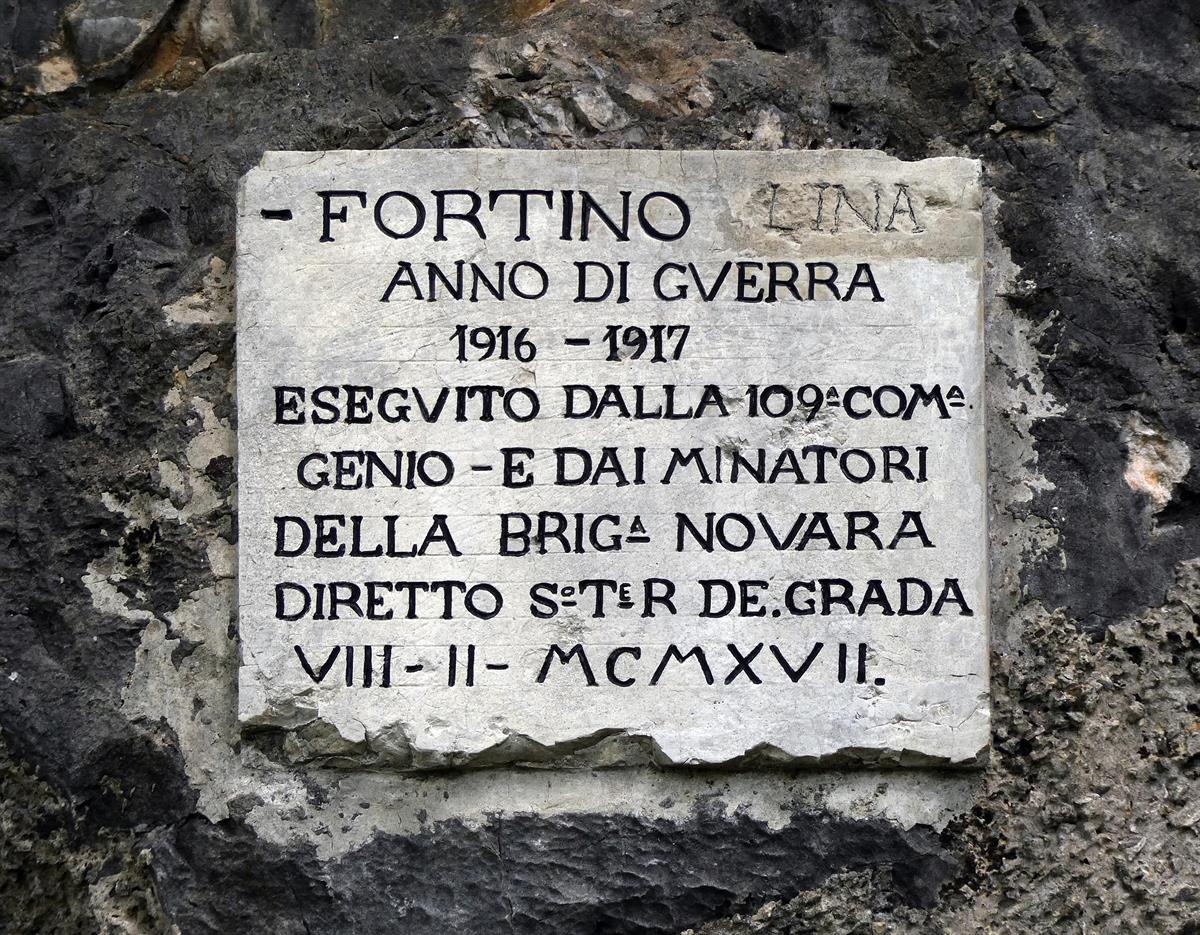 - FORTINO LINA
ANNO DI GVERRA
1916 - 1917
ESEGVITO DALLA 109ª COMᴬ.
GENIO - E DAI MINATORI
DELLA BRIGᴬ NOVARA
DIRETTO SºTᴱR DE.GRADA
VIII - II - MCMXVII.